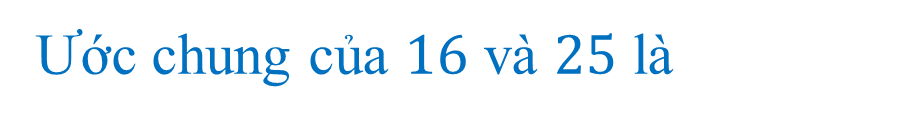 Ước chung của 16 và 25 là